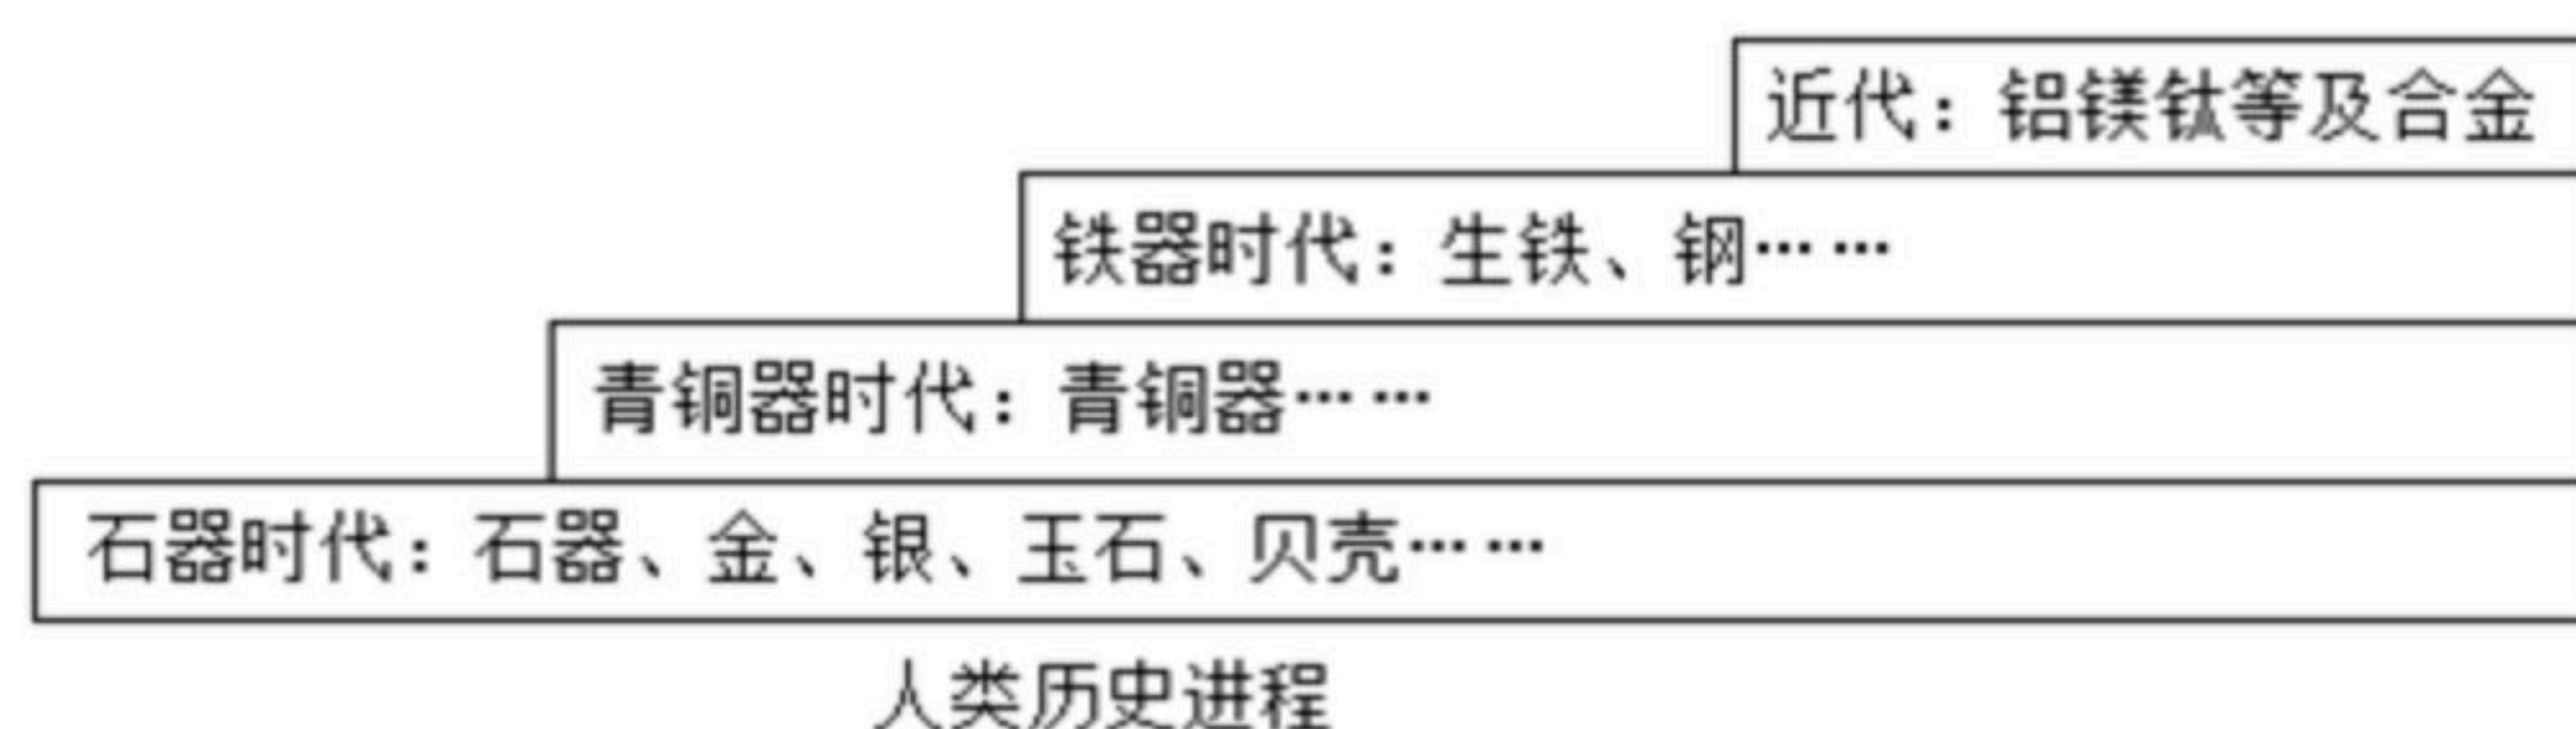 近代：铝镁钛等及合金
铁器时代：生铁、钢……
青铜器时代：青铜器……
石器时代：石器、金、银、玉石、贝壳……
人类历史进程